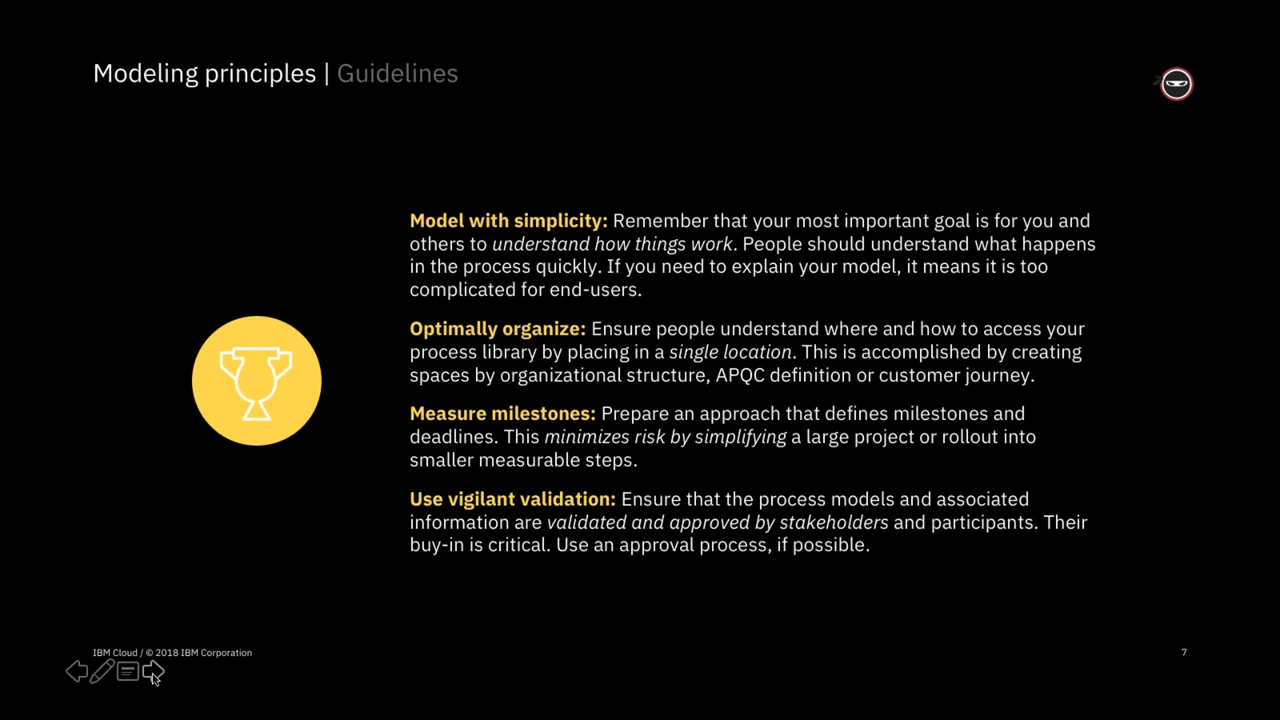 Modeling principles | Guidelines
Model with simplicity: Remember that your most important goal is for you and
others to understand how things work. People should understand what happens
in the process quickly. If you need to explain your model, it means it is too
complicated for end-users.
Optimally organize: Ensure people understand where and how to access your
process library by placing in a single location. This is accomplished by creating
spaces by organizational structure, APQC definition or customer journey.
Measure milestones: Prepare an approach that defines milestones and
deadlines. This minimizes risk by simplifying a large project or rollout into
smaller measurable steps.
Use vigilant validation: Ensure that the process models and associated
information are validated and approved by stakeholders and participants. Their
buy-in is critical. Use an approval process, if possible.
IBM Cloud / © 2018 IBM Corporation
7